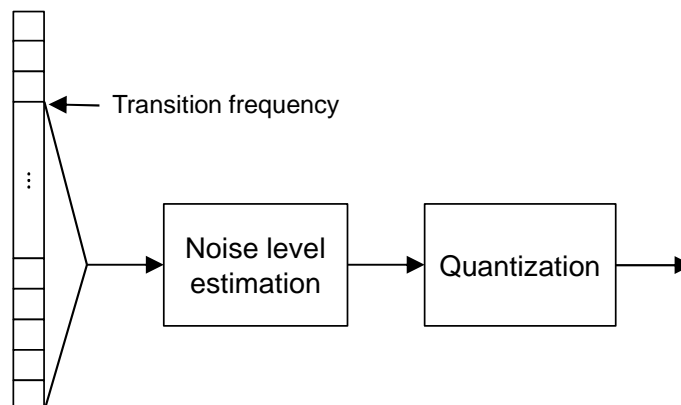 Transition frequency
...
Noise level
estimation
Quantization